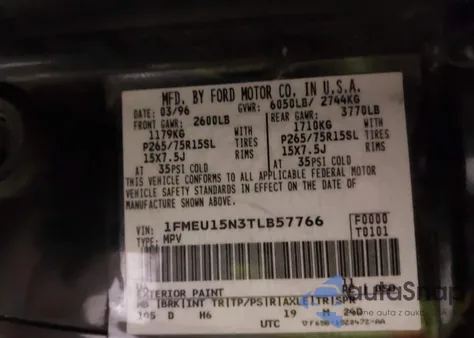 MFD. BY FORD MOTOR CO. IN U.S.A.
DATE: 03/96 GVWR: 6050LB/ 2744KG
FRONT GAWR: 2600LB REAR GAWR: 3770LB
1179KG WITH 1710KG WITH
P265/75R15SL TIRES P265/75R15SL TIRES
15X7.5J RIMS 15X7.5J RIMS
AT 35PSI COLD AT 35PSI COLD
THIS VEHICLE CONFORMS TO ALL APPLICABLE FEDERAL MOTOR
VEHICLE SAFETY STANDARDS IN EFFECT ON THE DATE OF
MANUFACTURE SHOWN ABOVE.
VIN: 1FMEU15N3TLB57766 F0000
TYPE: MPV T0101
EXTERIOR PAINT
WB |BRK|INT TR|TP/PS|R|AXLE|TR|SPR
105 D H6 19 M 24D
UTC
autaSnap